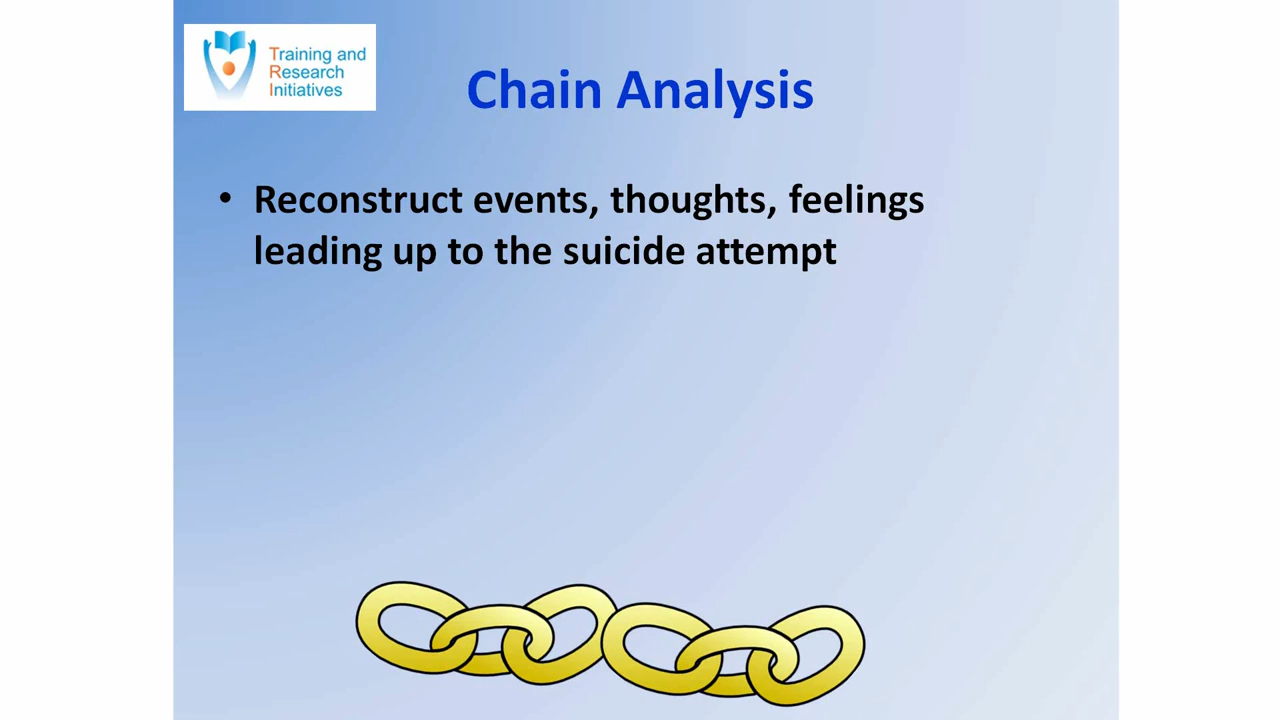 Training and
Research
Initiatives
Chain Analysis
• Reconstruct events, thoughts, feelings
leading up to the suicide attempt